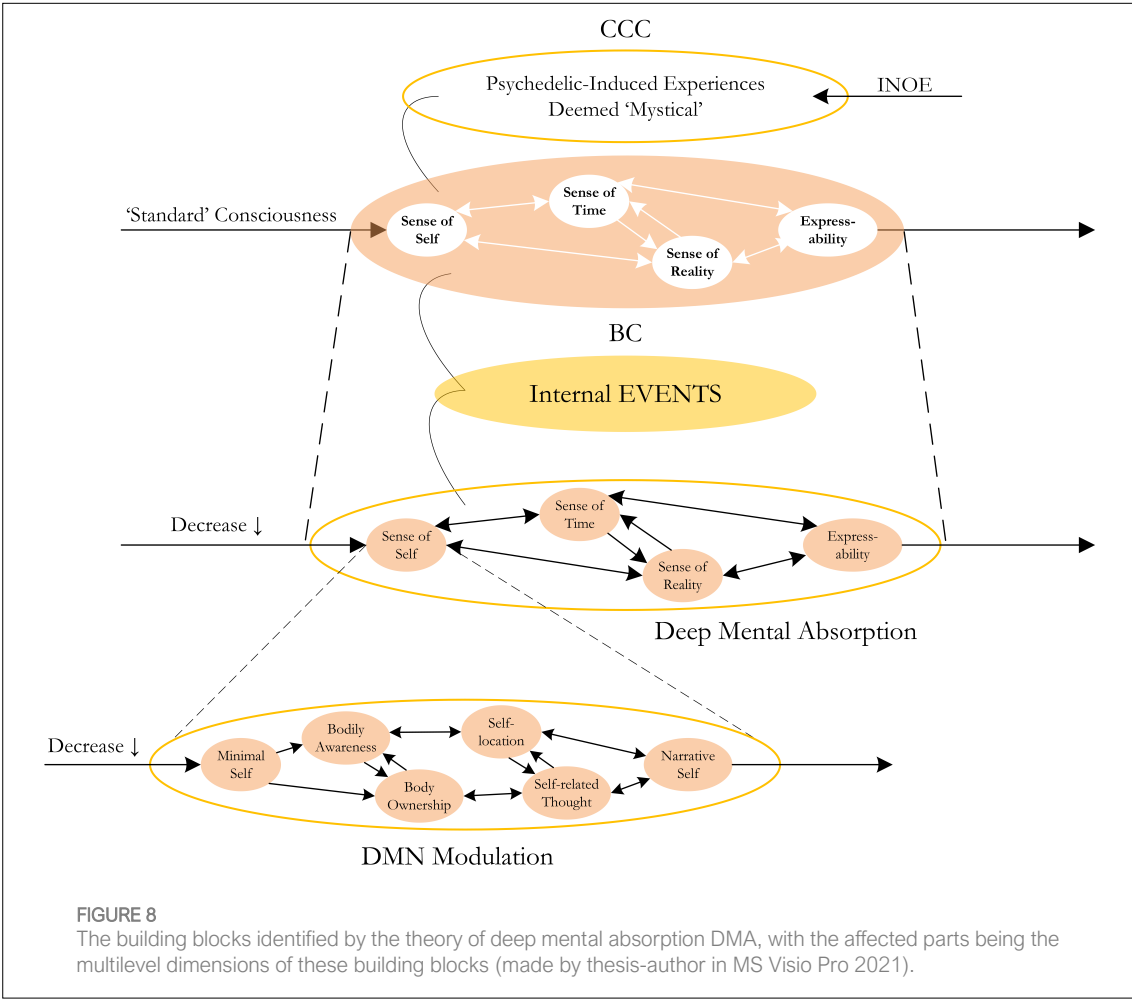 CCC
Psychedelic-Induced Experiences
Deemed ‘Mystical’
INOE
‘Standard’ Consciousness
Sense of
Self
Sense of
Time
Sense of
Reality
Express-
ability
BC
Internal EVENTS
Decrease ↓
Sense of
Self
Sense of
Time
Sense of
Reality
Express-
ability
Deep Mental Absorption
Decrease ↓
Minimal
Self
Bodily
Awareness
Body
Ownership
Self-
location
Self-related
Thought
Narrative
Self
DMN Modulation
FIGURE 8
The building blocks identified by the theory of deep mental absorption DMA, with the affected parts being the
multilevel dimensions of these building blocks (made by thesis-author in MS Visio Pro 2021).